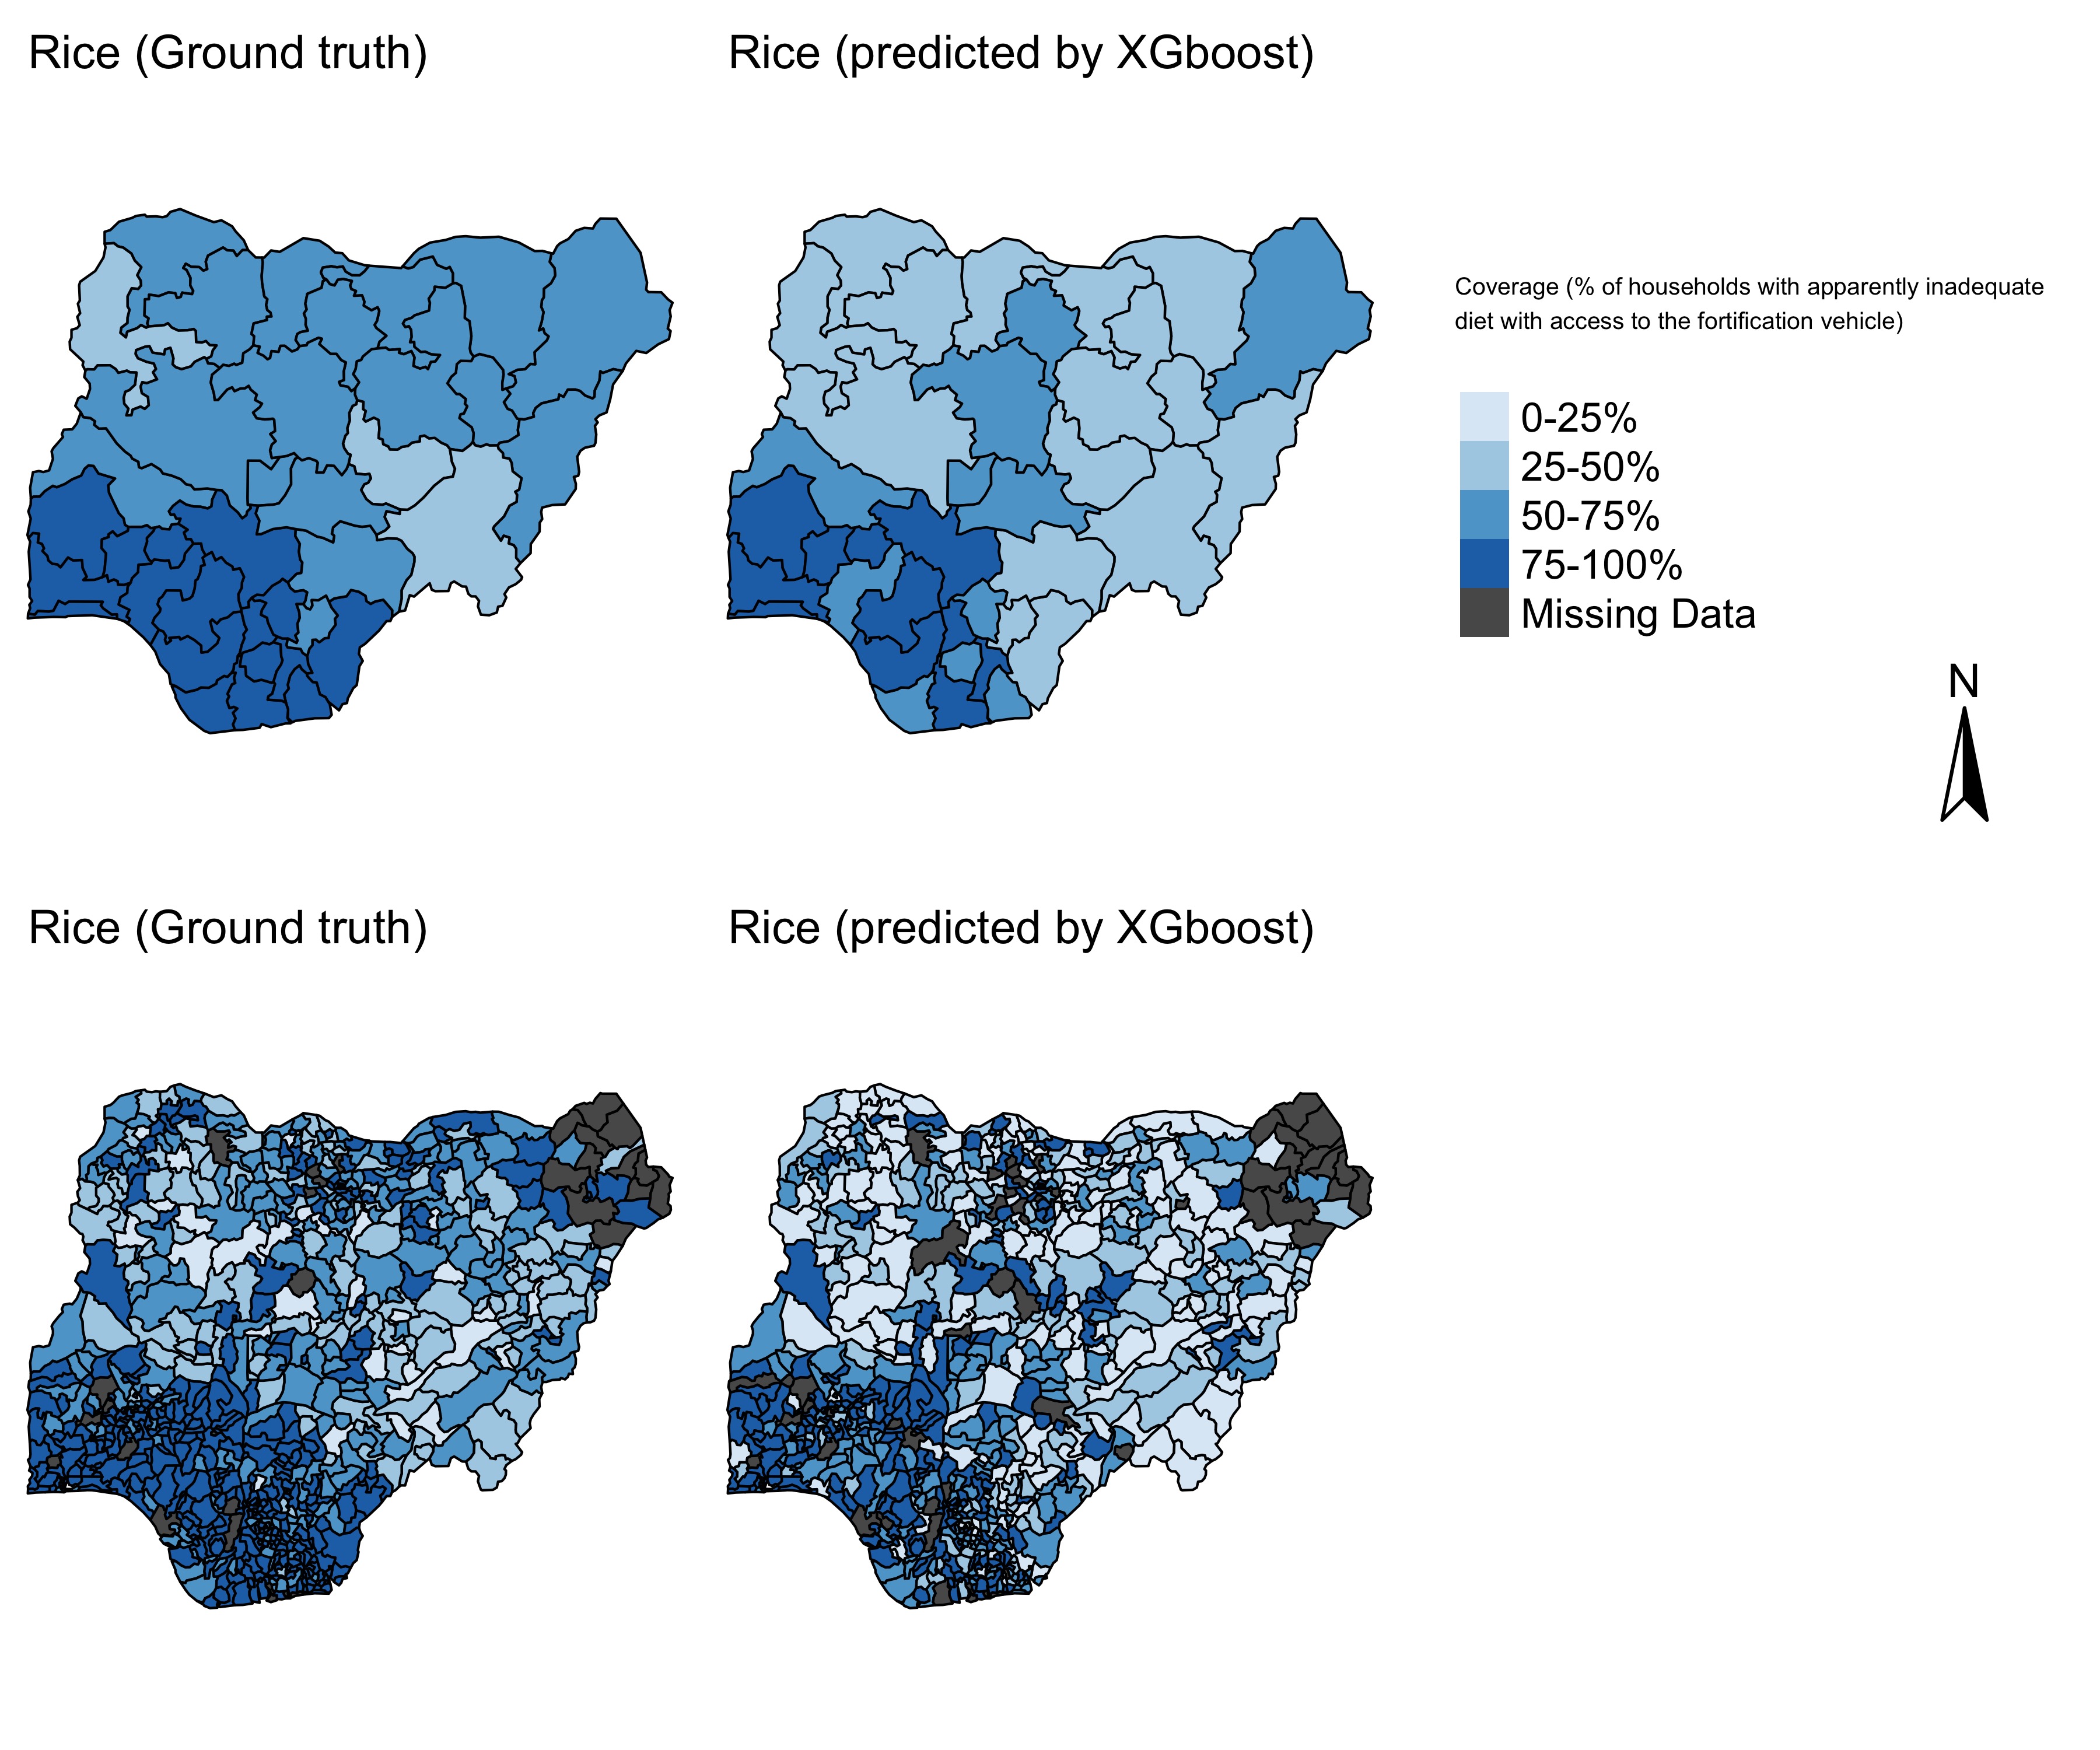 Rice (Ground truth)
Rice (predicted by XGboost)
Coverage (% of households with apparently inadequate
diet with access to the fortification vehicle)
0-25%
25-50%
50-75%
75-100%
Missing Data
N
Rice (Ground truth)
Rice (predicted by XGboost)